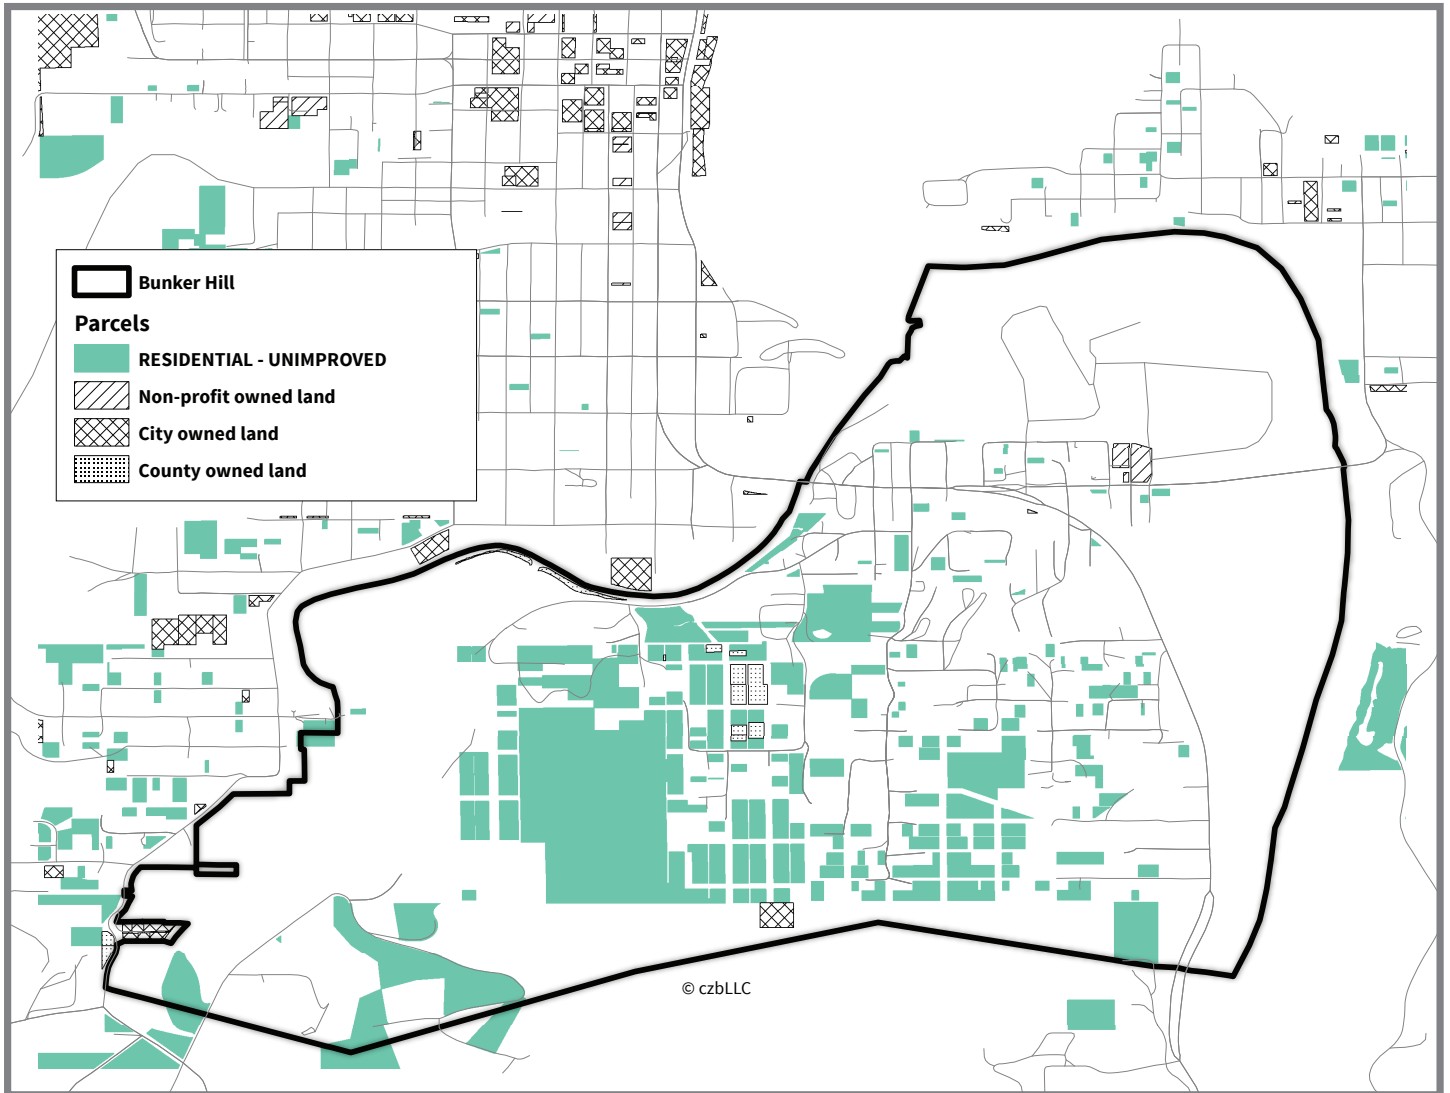 Bunker Hill
Parcels
RESIDENTIAL - UNIMPROVED
Non-profit owned land
City owned land
County owned land
© czbLLC